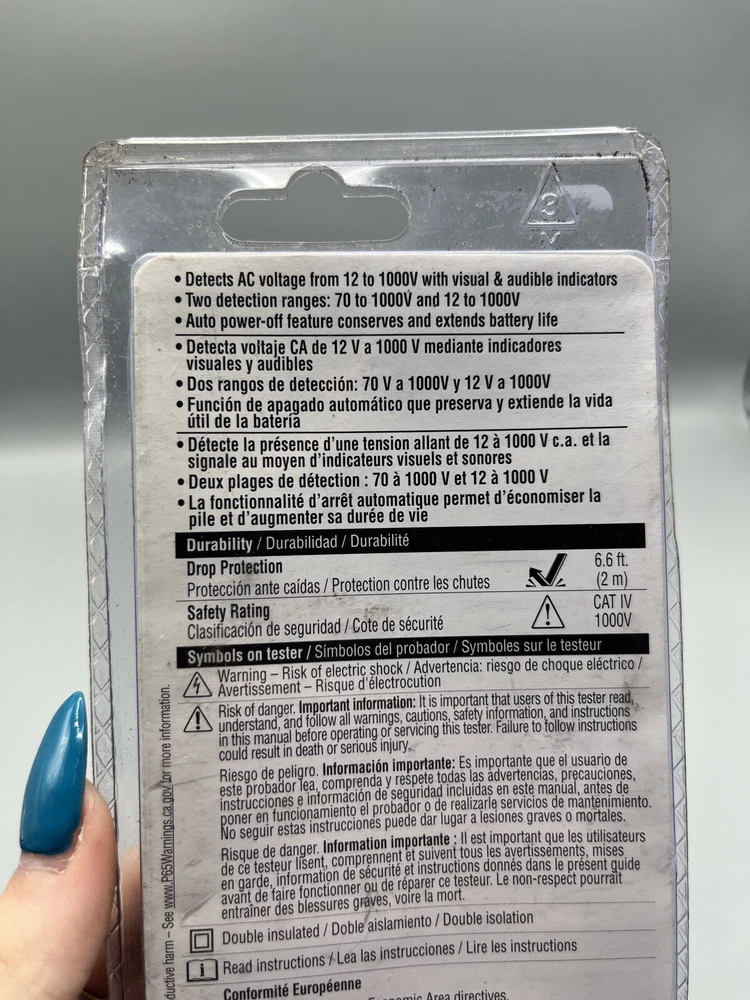 3
V
• Detects AC voltage from 12 to 1000V with visual & audible indicators
• Two detection ranges: 70 to 1000V and 12 to 1000V
• Auto power-off feature conserves and extends battery life
• Detecta voltaje CA de 12 V a 1000 V mediante indicadores
visuales y audibles
• Dos rangos de detección: 70 V a 1000V y 12 V a 1000V
• Función de apagado automático que preserva y extiende la vida
útil de la batería
• Détecte la présence d'une tension allant de 12 à 1000 V c.a. et la
signale au moyen d'indicateurs visuels et sonores
• Deux plages de détection : 70 à 1000 V et 12 à 1000 V
• La fonctionnalité d'arrêt automatique permet d'économiser la
pile et d'augmenter sa durée de vie
Durability / Durabilidad / Durabilité
Drop Protection
Protección ante caídas / Protection contre les chutes
6.6 ft.
(2 m)
Safety Rating
Clasificación de seguridad / Cote de sécurité
CAT IV
1000V
Symbols on tester / Símbolos del probador / Symboles sur le testeur
Warning – Risk of electric shock / Advertencia: riesgo de choque eléctrico /
Avertissement – Risque d'électrocution
Risk of danger. Important information: It is important that users of this tester read,
understand, and follow all warnings, cautions, safety information, and instructions
in this manual before operating or servicing this tester. Failure to follow instructions
could result in death or serious injury.
Riesgo de peligro. Información importante: Es importante que el usuario de
este probador lea, comprenda y respete todas las advertencias, precauciones,
instrucciones e información de seguridad incluidas en este manual, antes de
poner en funcionamiento el probador o de realizarle servicios de mantenimiento.
No seguir estas instrucciones puede dar lugar a lesiones graves o mortales.
Risque de danger. Information importante : Il est important que les utilisateurs
de ce testeur lisent, comprennent et suivent tous les avertissements, mises
en garde, information de sécurité et instructions donnés dans le présent guide
avant de faire fonctionner ou de réparer ce testeur. Le non-respect pourrait
entraîner des blessures graves, voire la mort.
Double insulated / Doble aislamiento / Double isolation
Read instructions / Lea las instrucciones / Lire les instructions
Conformité Européenne
Economic Area directives.
ductive harm – See www.P65Warnings.ca.gov for more information.